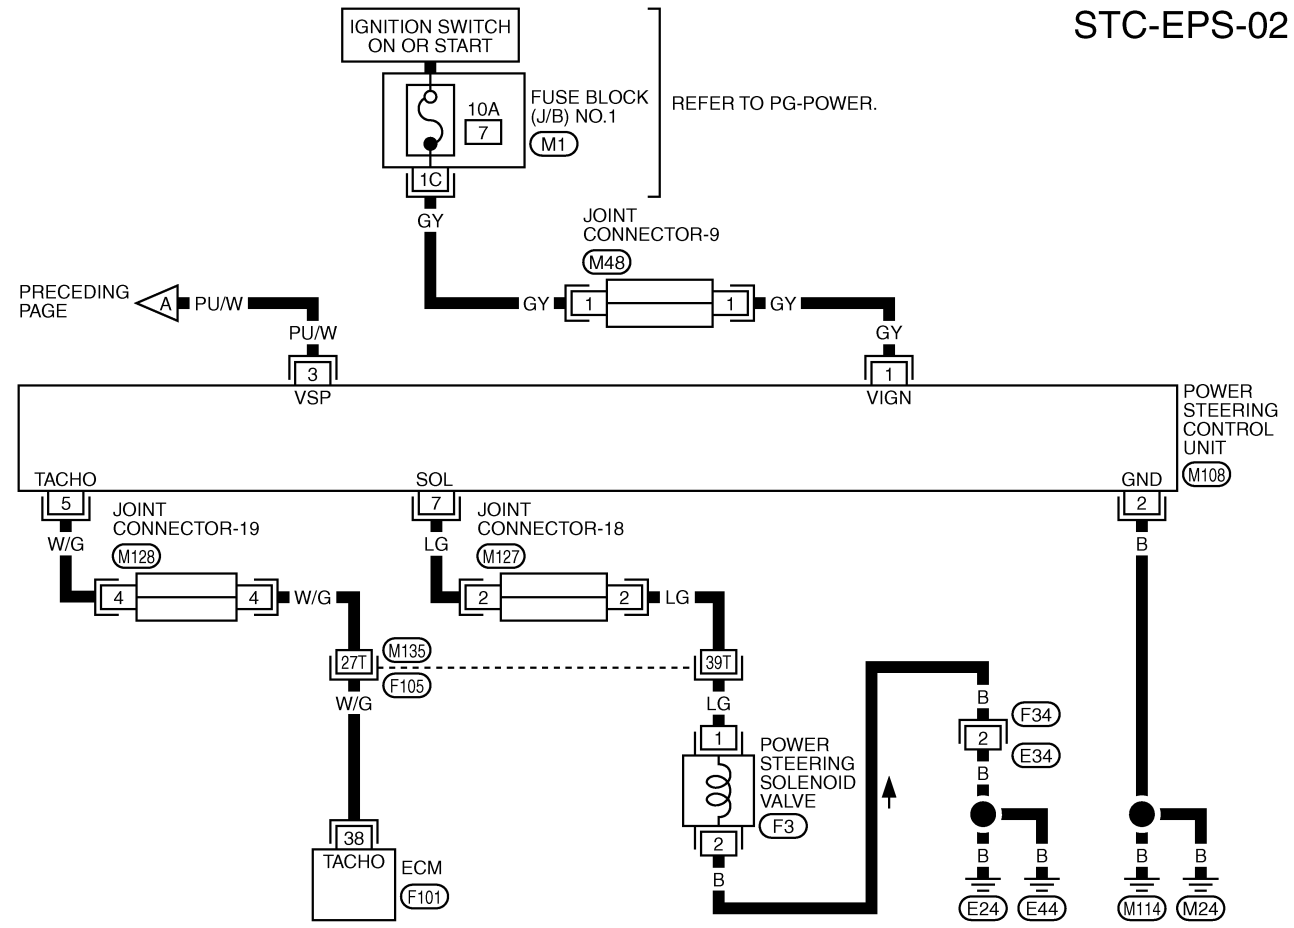 STC-EPS-02
IGNITION SWITCH
ON OR START
10A
7
FUSE BLOCK
(J/B) NO.1
M1
REFER TO PG-POWER.
1C
GY
JOINT
CONNECTOR-9
M48
PRECEDING
PAGE
A
PU/W
GY
1
1
GY
PU/W
GY
3
1
VSP
VIGN
POWER
STEERING
CONTROL
UNIT
M108
TACHO
SOL
GND
5
7
2
JOINT
CONNECTOR-19
M128
JOINT
CONNECTOR-18
M127
W/G
LG
B
4
4
W/G
2
2
LG
27T
M135
F105
39T
W/G
LG
B
F34
2
E34
B
1
POWER
STEERING
SOLENOID
VALVE
F3
2
B
38
TACHO
ECM
F101
B
B
B
B
E24
E44
M114
M24